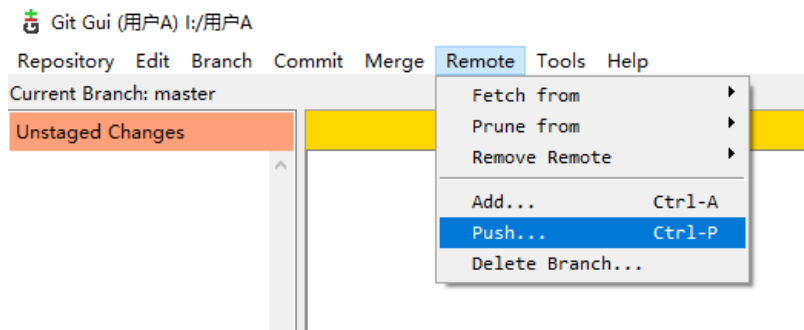 Git Gui (用户A) I:/用户A
Repository Edit Branch Commit Merge Remote Tools Help
Current Branch: master
Unstaged Changes
Fetch from
Prune from
Remove Remote
Add... Ctrl-A
Push... Ctrl-P
Delete Branch...